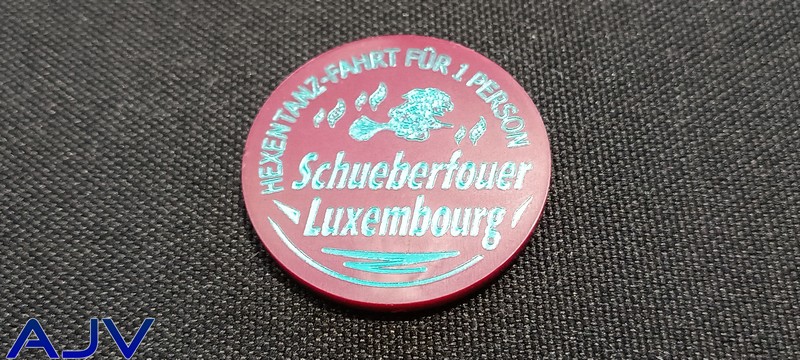 HEXENTANZ-FAHRT FÜR 1 PERSON
Schueberfouer
Luxembourg
AJV